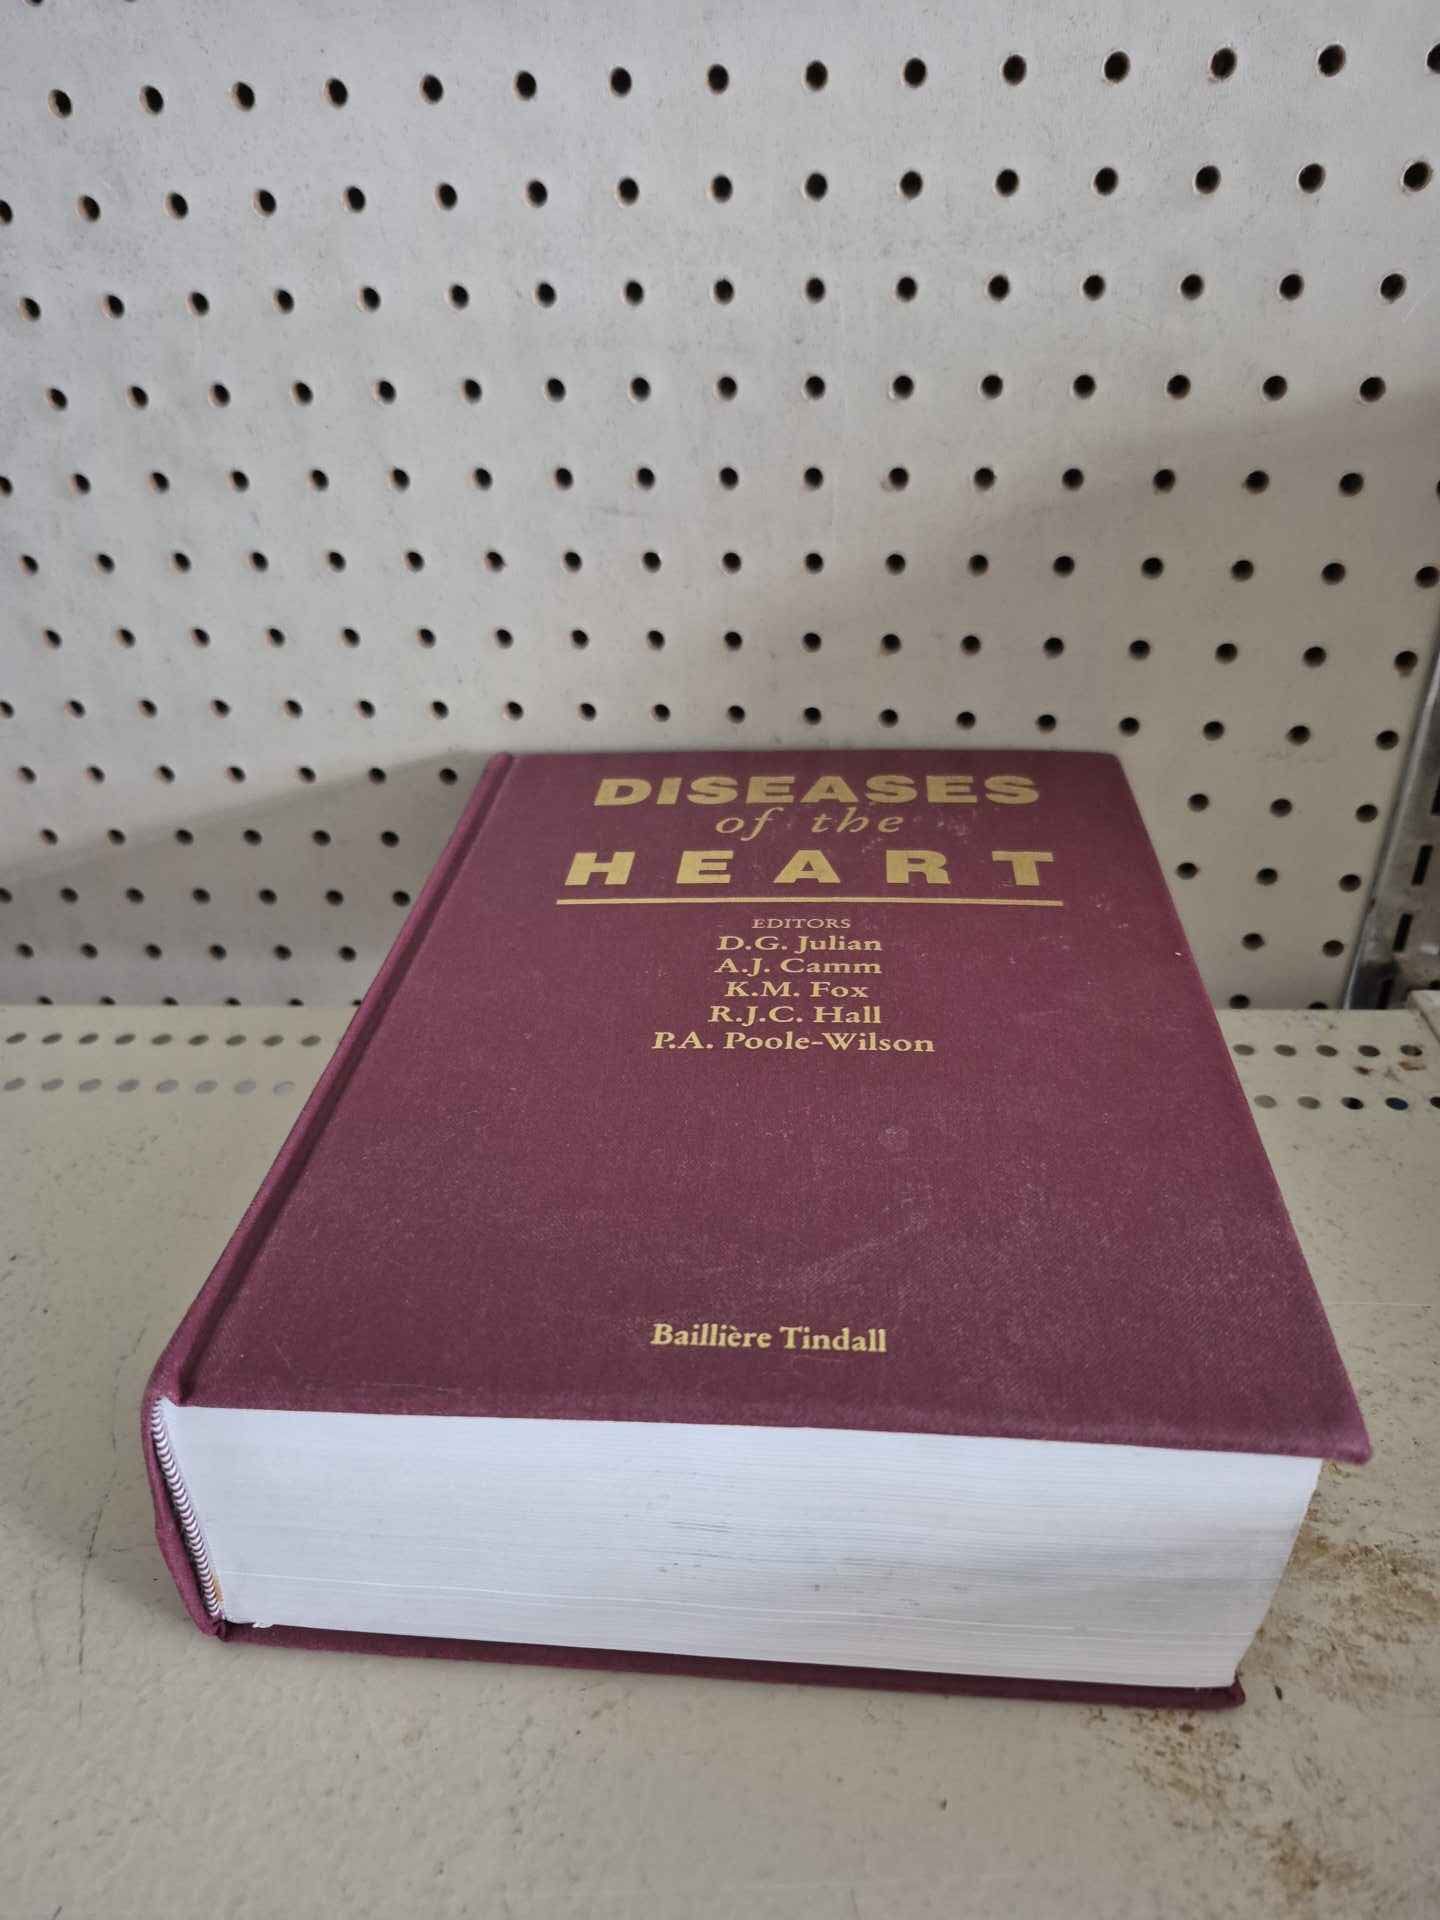 DISEASES
of the
HEART
EDITORS
D.G. Julian
A.J. Camm
K.M. Fox
R.J.C. Hall
P.A. Poole-Wilson
Baillière Tindall